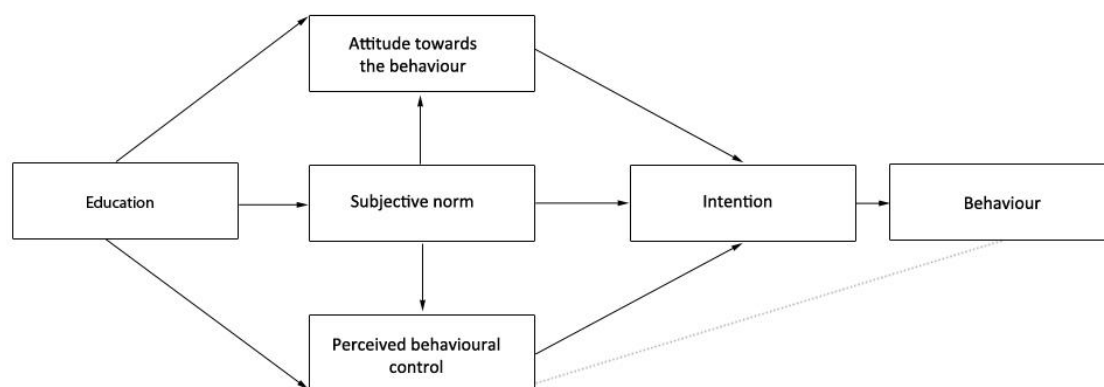 Attitude towards
the behaviour
Education
Subjective norm
Intention
Behaviour
Perceived behavioural
control